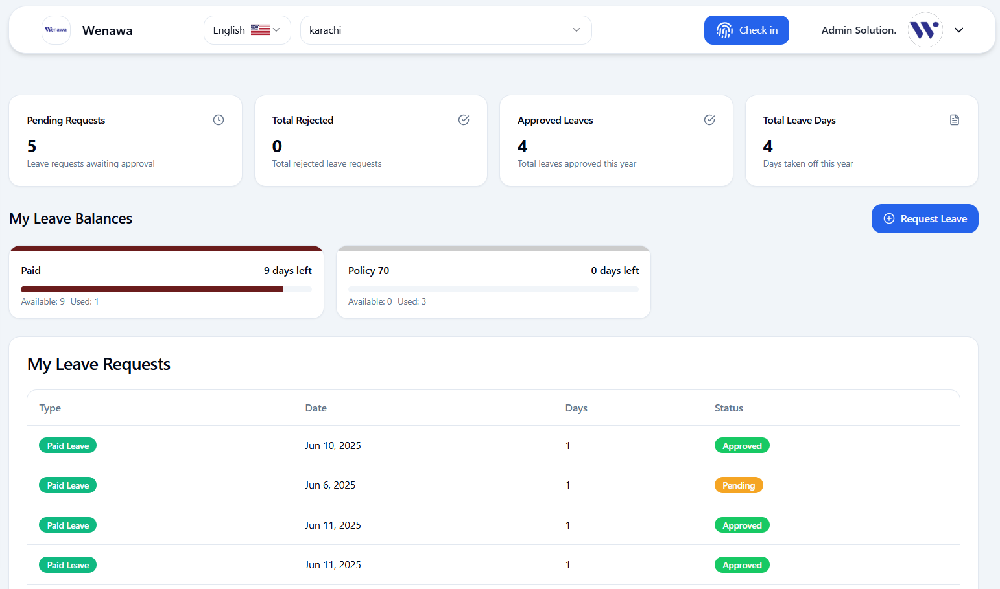 Wenawa Wenawa English karachi Check in Admin Solution.
Pending Requests
5
Leave requests awaiting approval
Total Rejected
0
Total rejected leave requests
Approved Leaves
4
Total leaves approved this year
Total Leave Days
4
Days taken off this year
My Leave Balances
Request Leave
Paid 9 days left
Available: 9 Used: 1
Policy 70 0 days left
Available: 0 Used: 3
My Leave Requests
Type Date Days Status
Paid Leave Jun 10, 2025 1 Approved
Paid Leave Jun 6, 2025 1 Pending
Paid Leave Jun 11, 2025 1 Approved
Paid Leave Jun 11, 2025 1 Approved